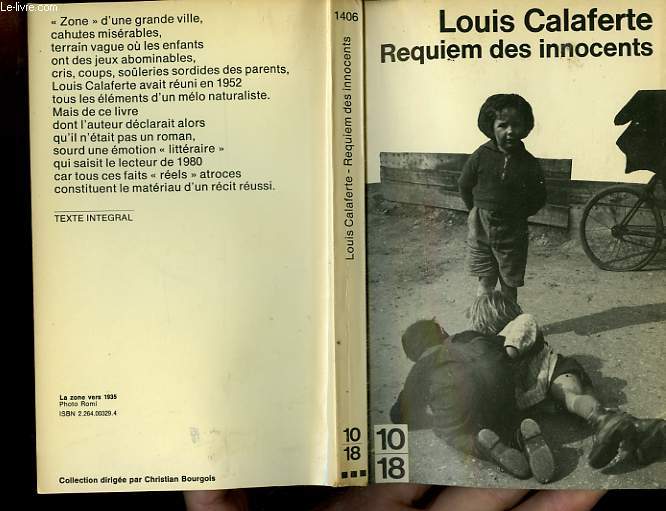 Le-livre.com
« Zone » d'une grande ville,
cahutes misérables,
terrain vague où les enfants
ont des jeux abominables,
cris, coups, soûleries sordides des parents,
Louis Calaferte avait réuni en 1952
tous les éléments d'un mélo naturaliste.
Mais de ce livre
dont l'auteur déclarait alors
qu'il n'était pas un roman,
sourd une émotion « littéraire »
qui saisit le lecteur de 1980
car tous ces faits « réels » atroces
constituent le matériau d'un récit réussi.
TEXTE INTEGRAL
La zone vers 1935
Photo Romi
ISBN 2.264.00329.4
Collection dirigée par Christian Bourgois
1406
Louis Calaferte - Requiem des innocents
10
18
Louis Calaferte
Requiem des innocents
10
18